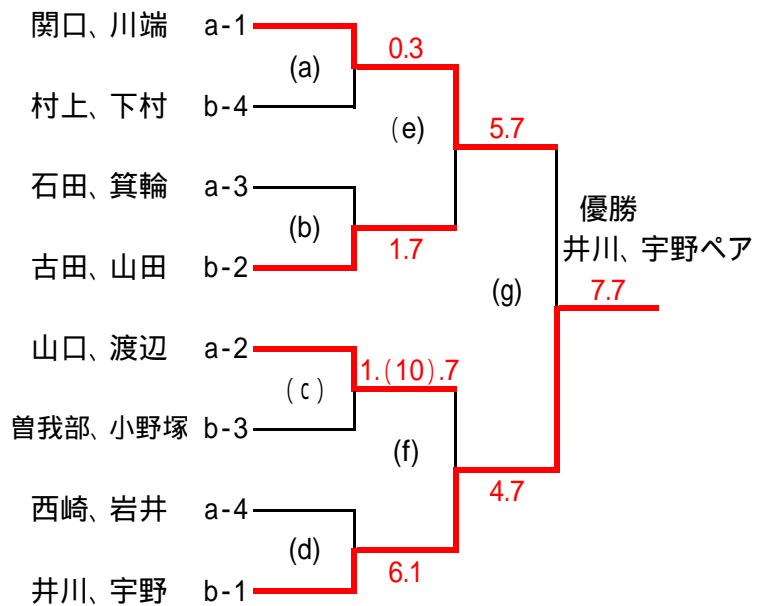 関口、川端 a-1
0.3
(a)
村上、下村 b-4
(e)
5.7
石田、箕輪 a-3
優勝
(b)
井川、宇野ペア
1.7
古田、山田 b-2
(g)
7.7
山口、渡辺 a-2
1.(10).7
(c)
曽我部、小野塚 b-3
(f)
西崎、岩井 a-4
4.7
(d)
6.1
井川、宇野 b-1